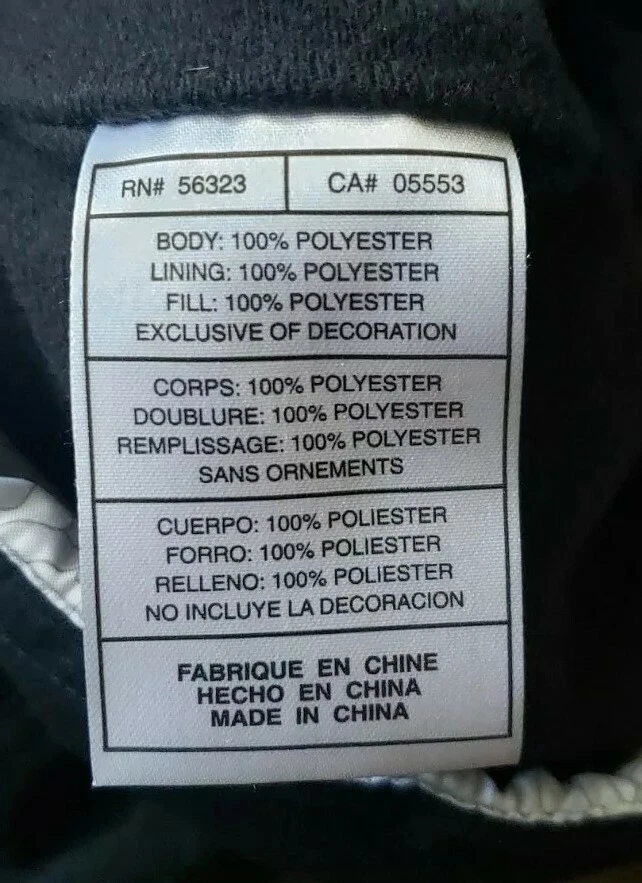 RN# 56323 CA# 05553
BODY: 100% POLYESTER
LINING: 100% POLYESTER
FILL: 100% POLYESTER
EXCLUSIVE OF DECORATION
CORPS: 100% POLYESTER
DOUBLURE: 100% POLYESTER
REMPLISSAGE: 100% POLYESTER
SANS ORNEMENTS
CUERPO: 100% POLIESTER
FORRO: 100% POLIESTER
RELLENO: 100% POLIESTER
NO INCLUYE LA DECORACION
FABRIQUE EN CHINE
HECHO EN CHINA
MADE IN CHINA